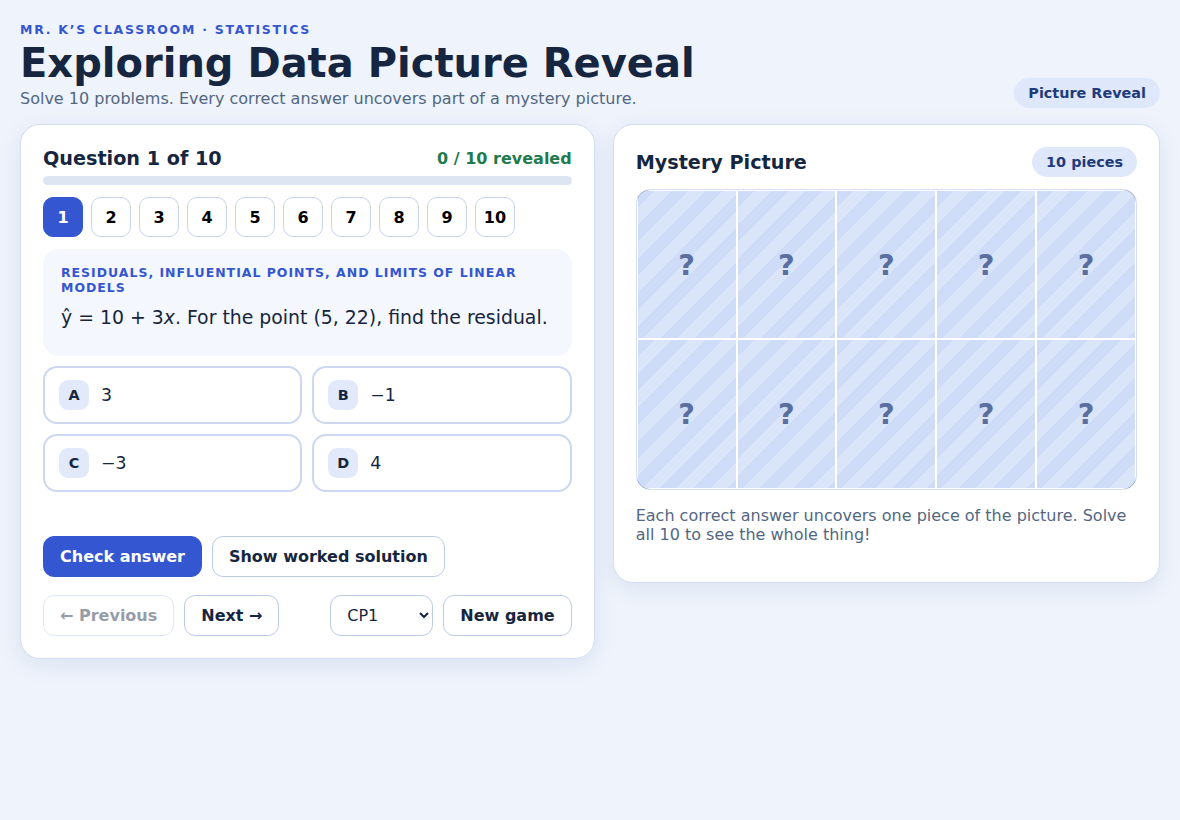 MR. K’S CLASSROOM · STATISTICS
Exploring Data Picture Reveal
Solve 10 problems. Every correct answer uncovers part of a mystery picture.
Picture Reveal
Question 1 of 10
0 / 10 revealed
1 2 3 4 5 6 7 8 9 10
RESIDUALS, INFLUENTIAL POINTS, AND LIMITS OF LINEAR
MODELS
ŷ = 10 + 3x. For the point (5, 22), find the residual.
A 3
B −1
C −3
D 4
Check answer
Show worked solution
← Previous
Next →
CP1
New game
Mystery Picture
10 pieces
? ? ? ? ?
? ? ? ? ?
Each correct answer uncovers one piece of the picture. Solve
all 10 to see the whole thing!